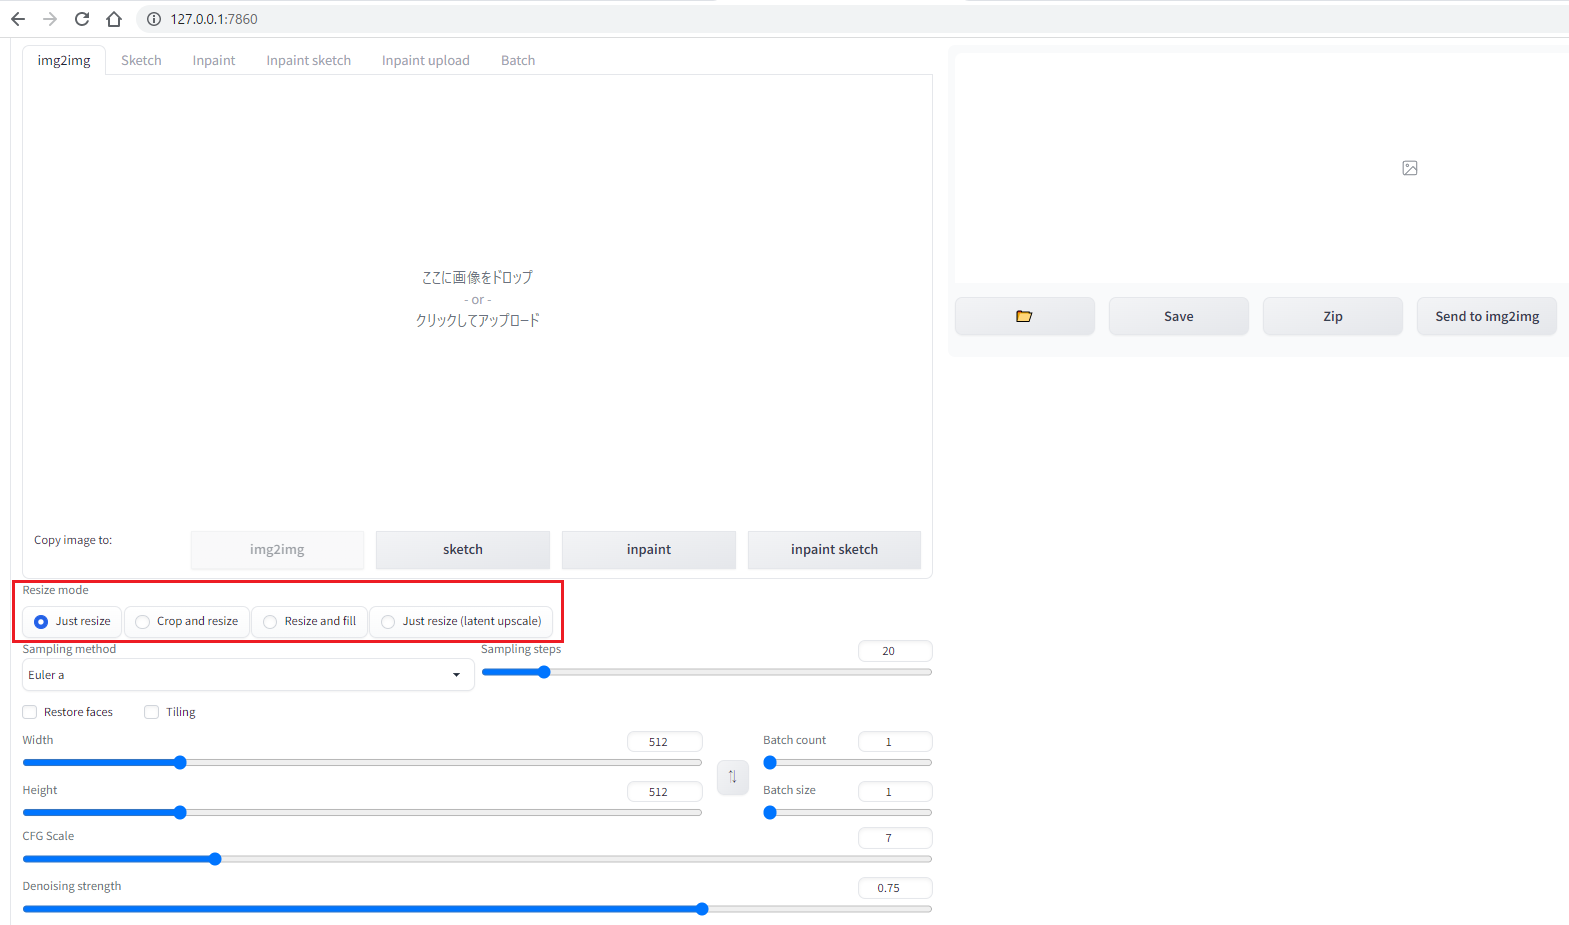 127.0.0.1:7860
img2img Sketch Inpaint Inpaint sketch Inpaint upload Batch
ここに画像をドロップ
- or -
クリックしてアップロード
Copy image to:
img2img sketch inpaint inpaint sketch
Save Zip Send to img2img
Resize mode
Just resize Crop and resize Resize and fill Just resize (latent upscale)
Sampling method
Euler a
Sampling steps 20
Restore faces Tiling
Width 512
Height 512
Batch count 1
Batch size 1
CFG Scale 7
Denoising strength 0.75